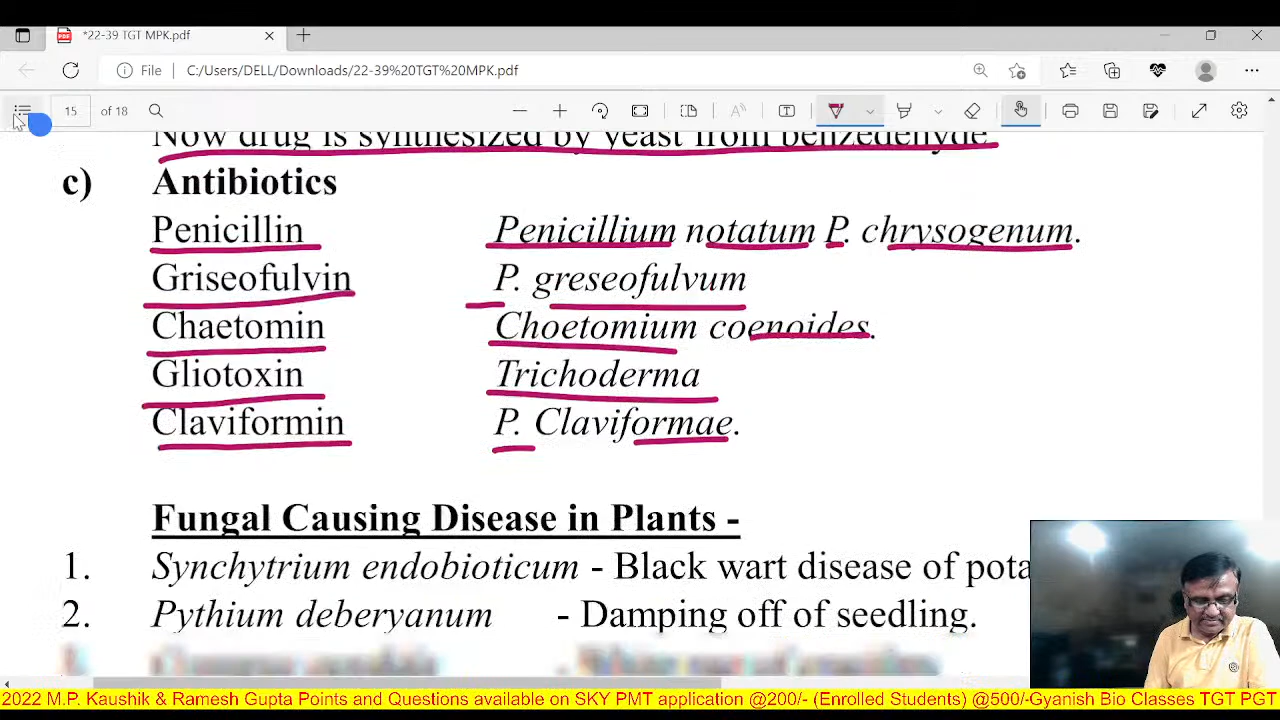 *22-39 TGT MPK.pdf
File C:/Users/DELL/Downloads/22-39%20TGT%20MPK.pdf
15 of 18
Now drug is synthesized by yeast from benzedehyde
c) Antibiotics
Penicillin Penicillium notatum P. chrysogenum.
Griseofulvin P. greseofulvum
Chaetomin Choetomium coenoides.
Gliotoxin Trichoderma
Claviformin P. Claviformae.
Fungal Causing Disease in Plants -
1. Synchytrium endobioticum - Black wart disease of pota
2. Pythium deberyanum - Damping off of seedling.
2022 M.P. Kaushik & Ramesh Gupta Points and Questions available on SKY PMT application @200/- (Enrolled Students) @500/-Gyanish Bio Classes TGT PGT